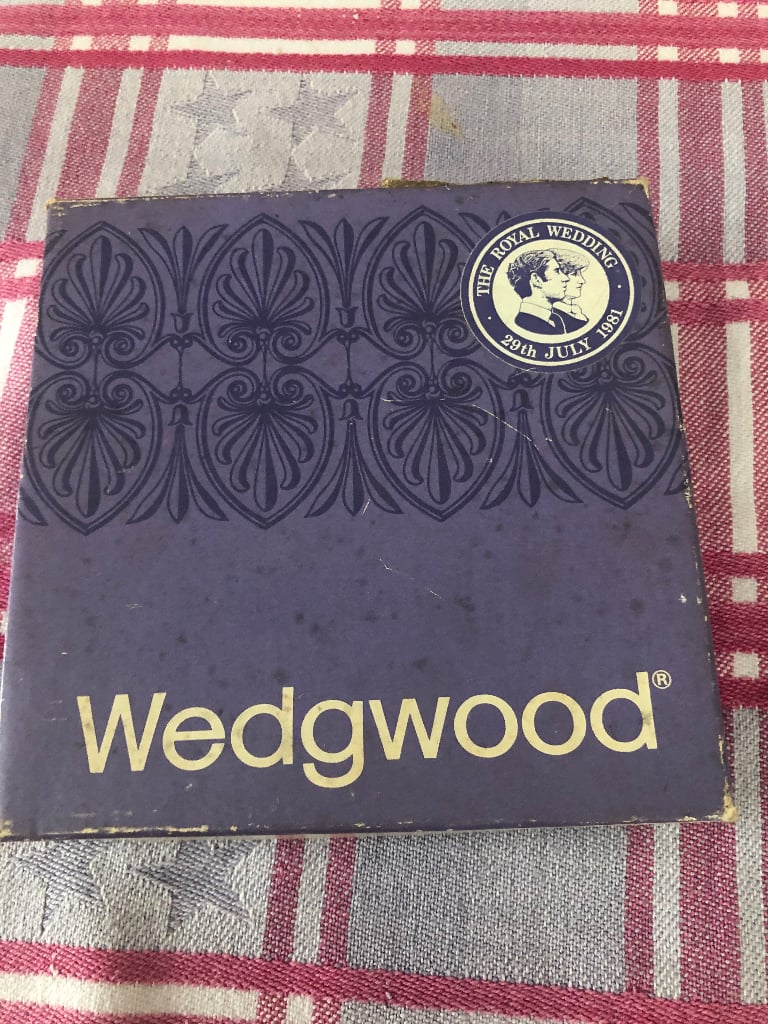 THE ROYAL WEDDING
· 29th JULY 1981 ·
Wedgwood®